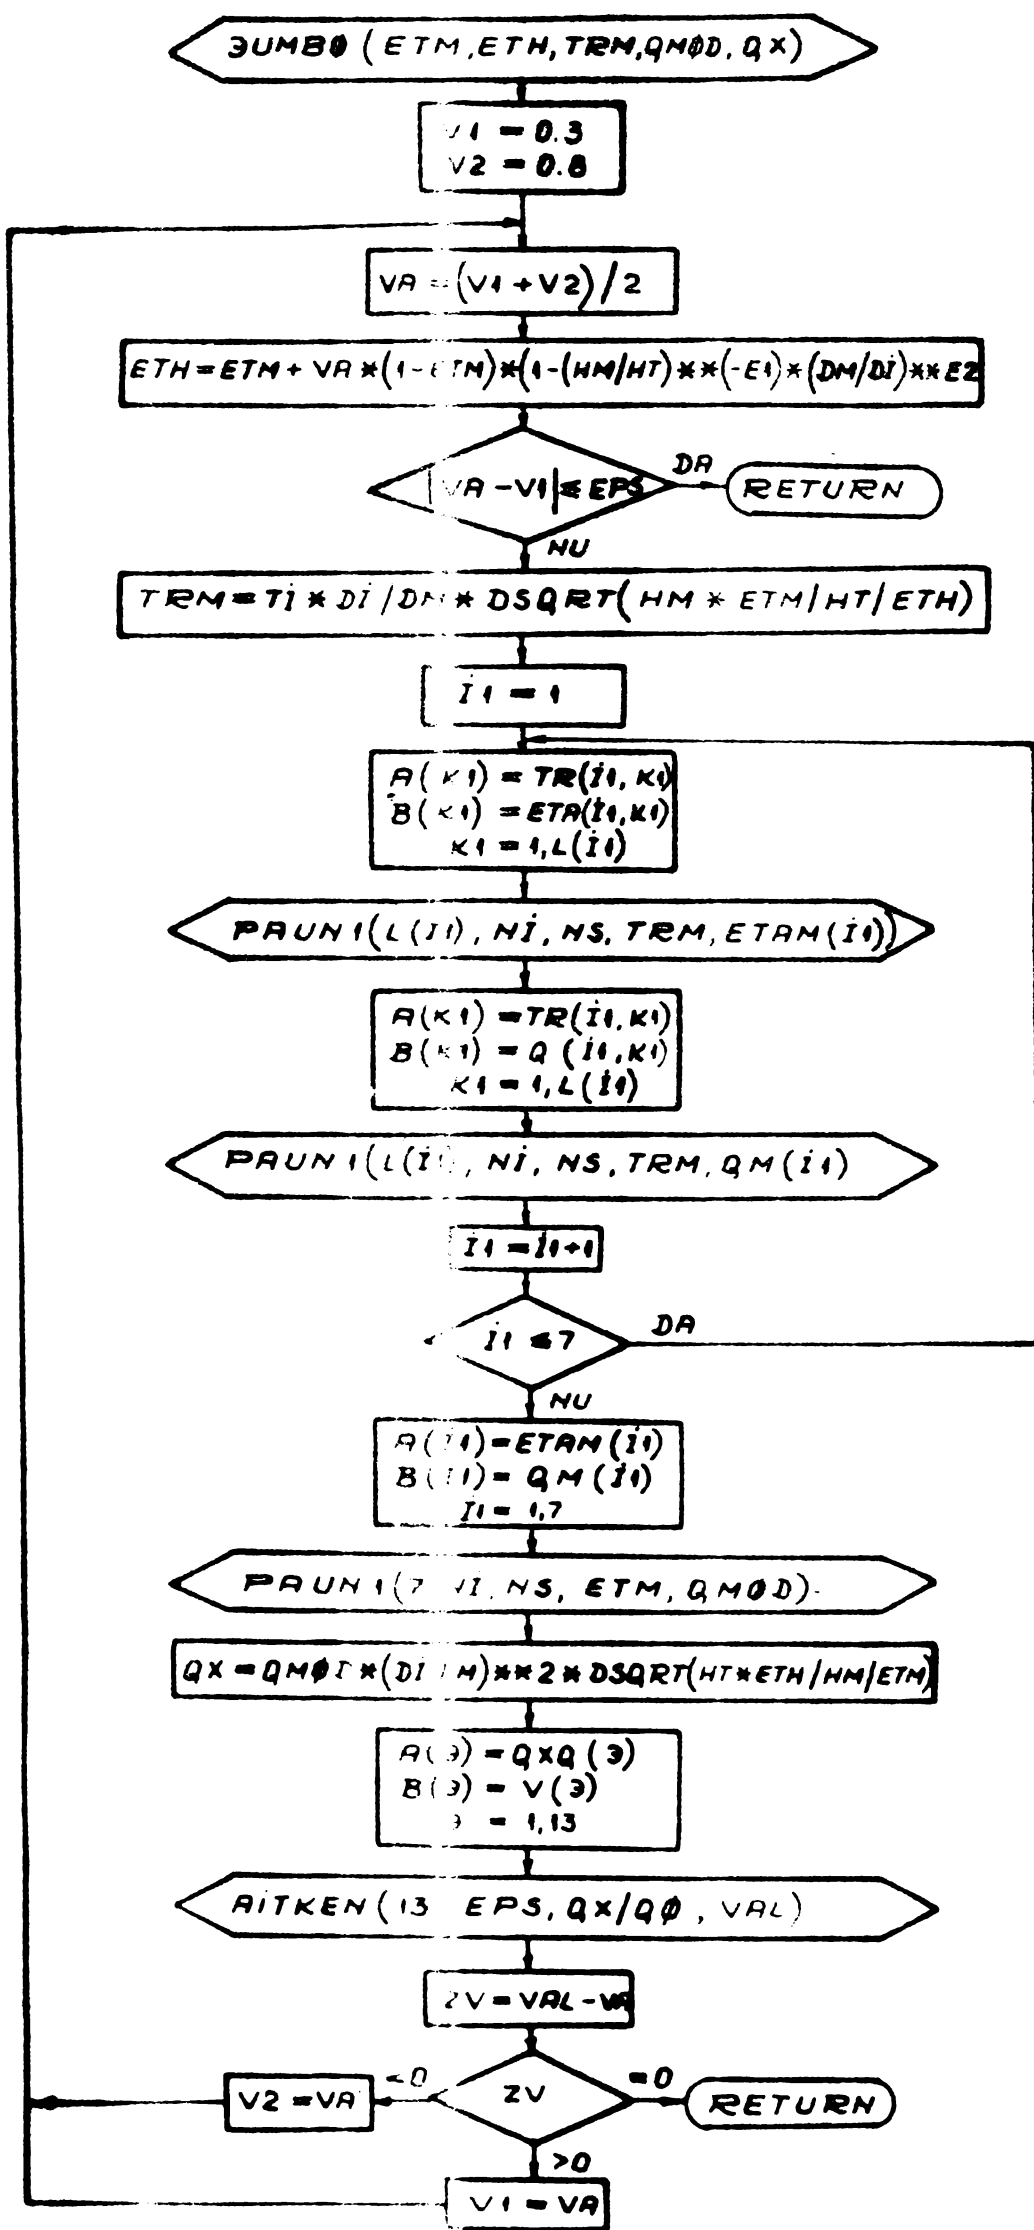 JUMBØ (ETM, ETH, TRM, QMØD, QX)
V1 = 0.3
V2 = 0.8
VA = (V1 + V2) / 2
ETH = ETM + VA * (1 - ETM) * (1 - (HM/HT) ** (-E1) * (DM/DI) ** E2
|VA - V1| ≤ EPS
DA
RETURN
NU
TRM = TI * DI / DM * DSQRT( HM * ETM / HT / ETH)
I1 = 1
A(K1) = TR(I1, K1)
B(K1) = ETA(I1, K1)
K1 = 1, L(I1)
PAUN1(L(I1), NI, NS, TRM, ETAM(I1))
A(K1) = TR(I1, K1)
B(K1) = Q (I1, K1)
K1 = 1, L(I1)
PAUN1(L(I1), NI, NS, TRM, QM(I1)
I1 = I1+1
I1 ≤ 7
DA
NU
A(I1) = ETAM(I1)
B(I1) = QM(I1)
I1 = 1,7
PAUN1(7 NI, NS, ETM, QMØD)
QX = QMØD * (DI/DM) ** 2 * DSQRT(HT * ETH / HM / ETM)
A(J) = QXQ(J)
B(J) = V(J)
J = 1,13
AITKEN (13 EPS, QX/QØ, VAL)
ZV = VAL - VA
<0
=0
V2 = VA
ZV
RETURN
>0
V1 = VA